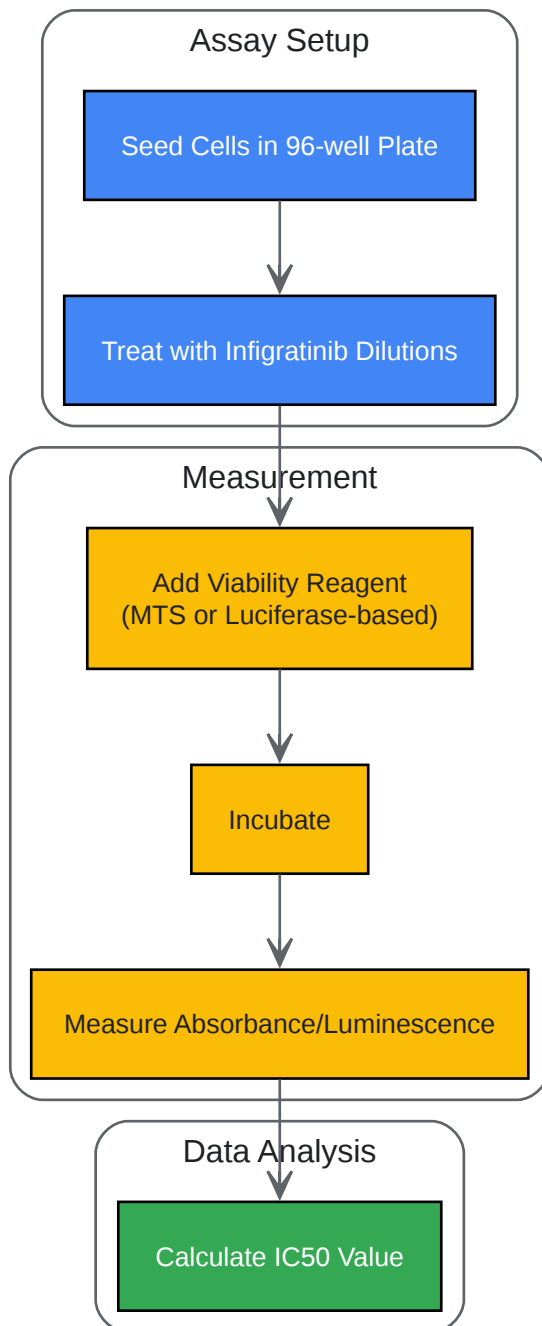 Assay Setup
Seed Cells in 96-well Plate
Treat with Infigratinib Dilutions
Measurement
Add Viability Reagent
(MTS or Luciferase-based)
Incubate
Measure Absorbance/Luminescence
Data Analysis
Calculate IC50 Value